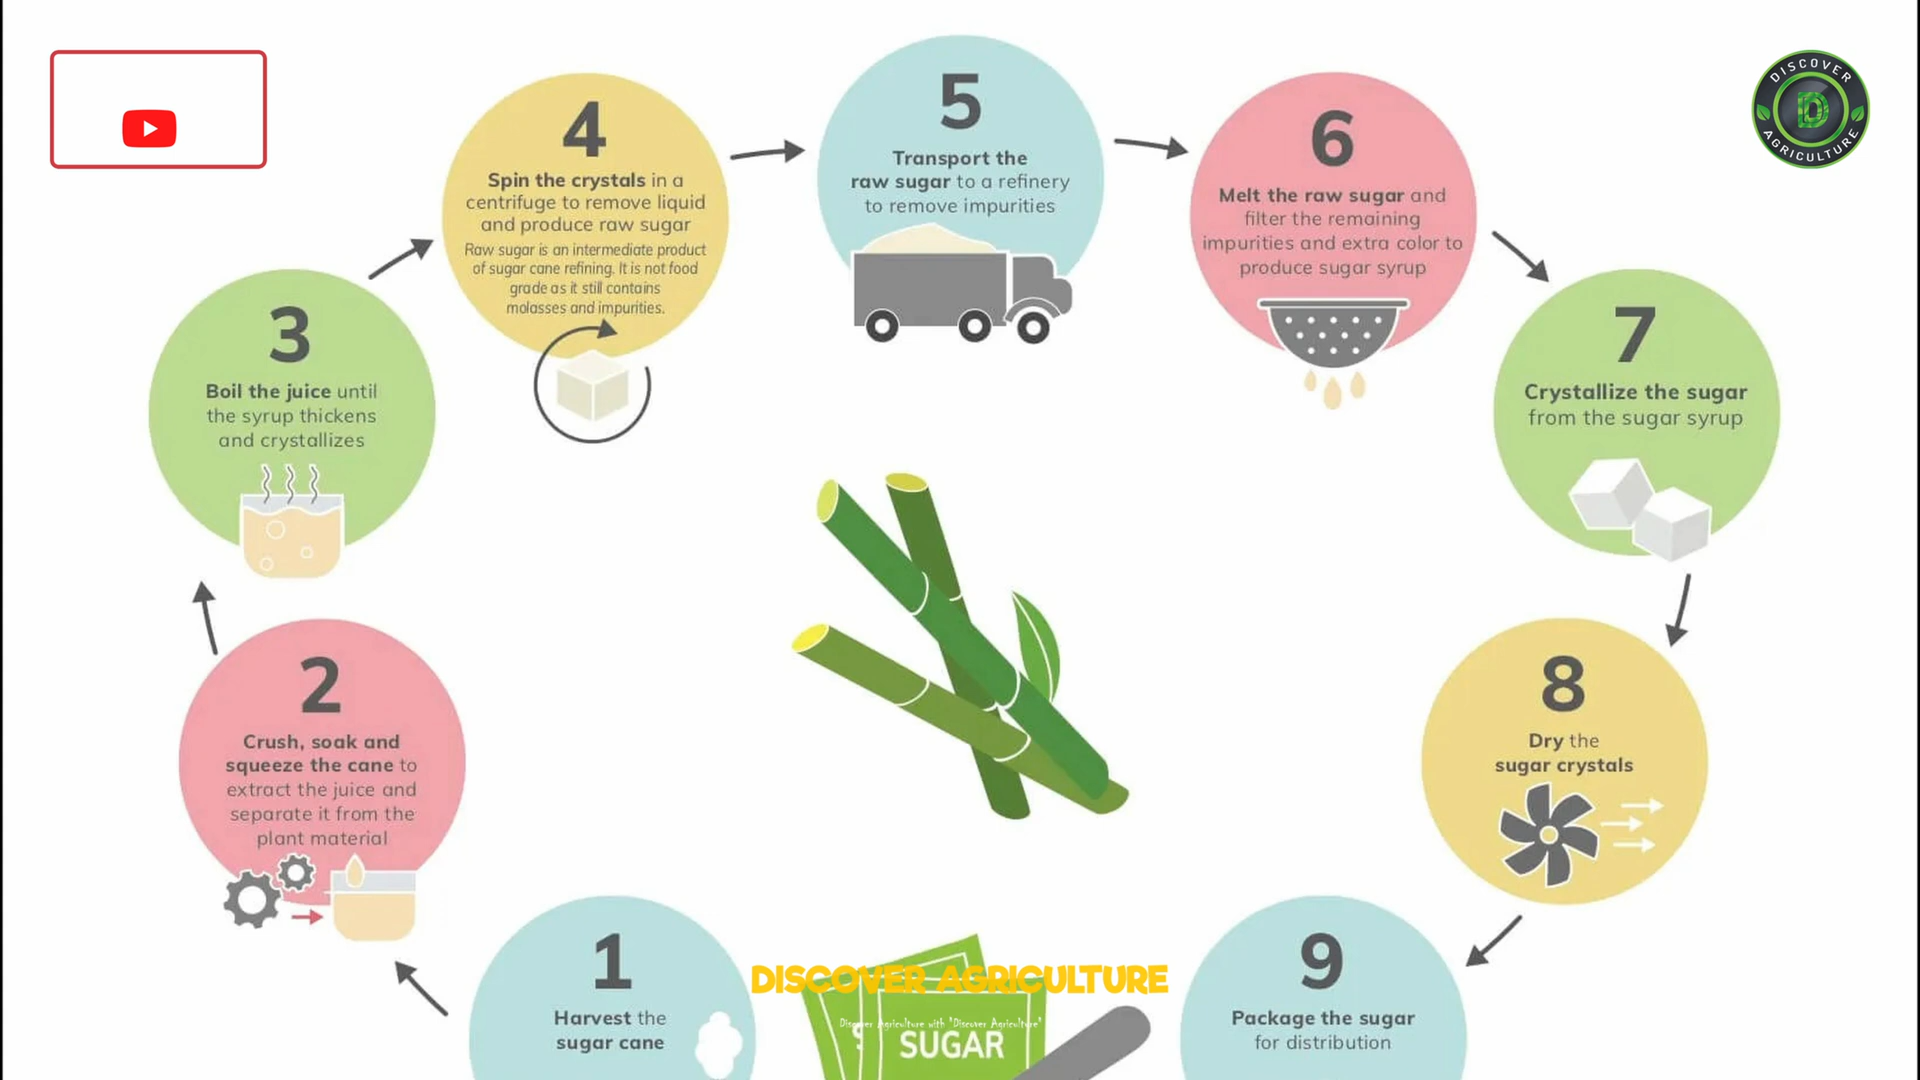 1
Harvest the
sugar cane
2
Crush, soak and
squeeze the cane to
extract the juice and
separate it from the
plant material
3
Boil the juice until
the syrup thickens
and crystallizes
4
Spin the crystals in a
centrifuge to remove liquid
and produce raw sugar
Raw sugar is an intermediate product
of sugar cane refining. It is not food
grade as it still contains
molasses and impurities.
5
Transport the
raw sugar to a refinery
to remove impurities
6
Melt the raw sugar and
filter the remaining
impurities and extra color to
produce sugar syrup
7
Crystallize the sugar
from the sugar syrup
8
Dry the
sugar crystals
9
Package the sugar
for distribution
DISCOVER
D
AGRICULTURE
DISCOVER AGRICULTURE
Discover Agriculture with "Discover Agriculture"
SUGAR